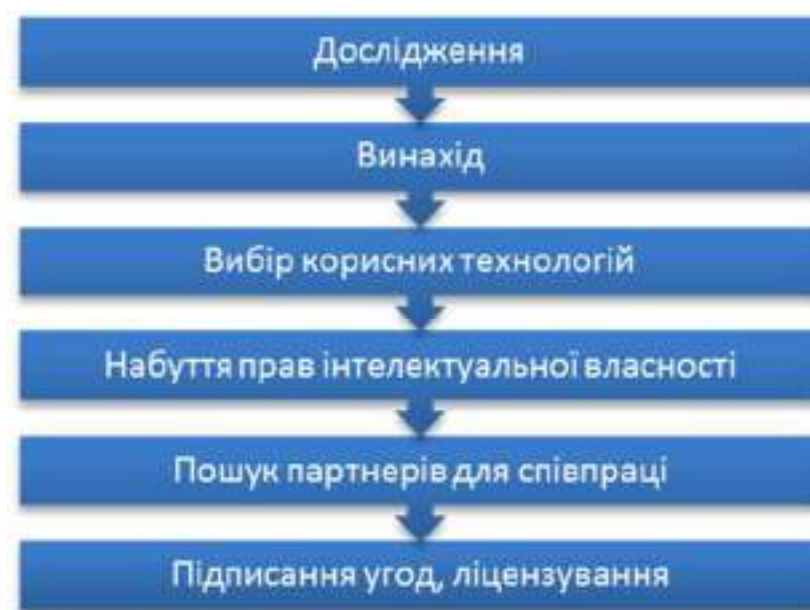 Дослідження
Винахід
Вибір корисних технологій
Набуття прав інтелектуальної власності
Пошук партнерів для співпраці
Підписання угод, ліцензування